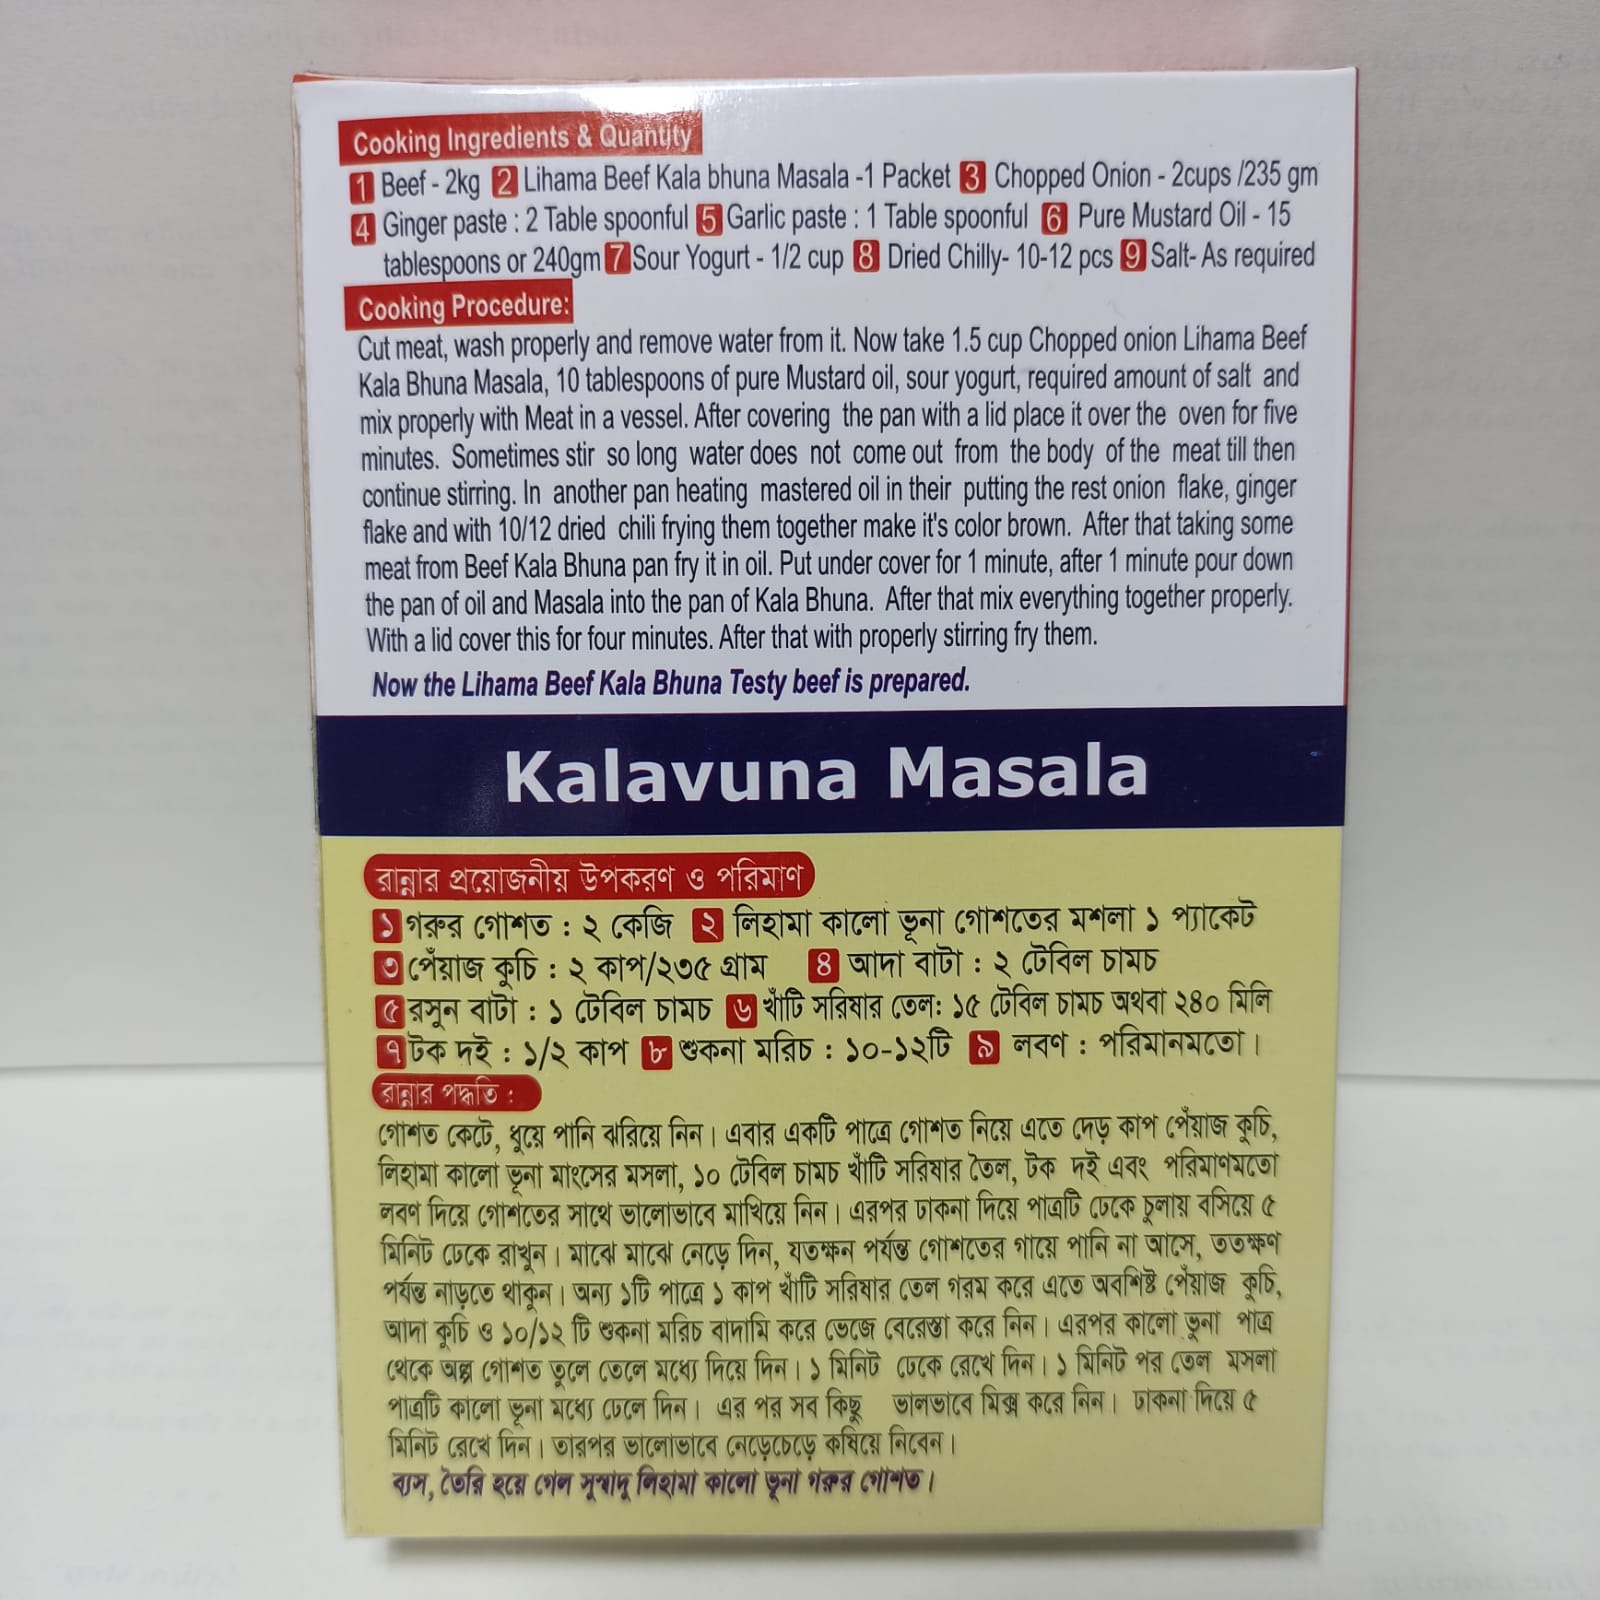 Cooking Ingredients & Quantity
1 Beef - 2kg 2 Lihama Beef Kala bhuna Masala -1 Packet 3 Chopped Onion - 2cups /235 gm
4 Ginger paste : 2 Table spoonful 5 Garlic paste : 1 Table spoonful 6 Pure Mustard Oil - 15
tablespoons or 240gm 7 Sour Yogurt - 1/2 cup 8 Dried Chilly- 10-12 pcs 9 Salt- As required
Cooking Procedure:
Cut meat, wash properly and remove water from it. Now take 1.5 cup Chopped onion Lihama Beef
Kala Bhuna Masala, 10 tablespoons of pure Mustard oil, sour yogurt, required amount of salt and
mix properly with Meat in a vessel. After covering the pan with a lid place it over the oven for five
minutes. Sometimes stir so long water does not come out from the body of the meat till then
continue stirring. In another pan heating mastered oil in their putting the rest onion flake, ginger
flake and with 10/12 dried chili frying them together make it's color brown. After that taking some
meat from Beef Kala Bhuna pan fry it in oil. Put under cover for 1 minute, after 1 minute pour down
the pan of oil and Masala into the pan of Kala Bhuna. After that mix everything together properly.
With a lid cover this for four minutes. After that with properly stirring fry them.
Now the Lihama Beef Kala Bhuna Testy beef is prepared.
Kalavuna Masala
রান্নার প্রয়োজনীয় উপকরণ ও পরিমাণ
১ গরুর গোশত : ২ কেজি ২ লিহামা কালো ভূনা গোশতের মশলা ১ প্যাকেট
৩ পেঁয়াজ কুচি : ২ কাপ/২৩৫ গ্রাম ৪ আদা বাটা : ২ টেবিল চামচ
৫ রসুন বাটা : ১ টেবিল চামচ ৬ খাঁটি সরিষার তেল: ১৫ টেবিল চামচ অথবা ২৪০ মিলি
৭ টক দই : ১/২ কাপ ৮ শুকনা মরিচ : ১০-১২টি ৯ লবণ : পরিমানমতো।
রান্নার পদ্ধতি :
গোশত কেটে, ধুয়ে পানি ঝরিয়ে নিন। এবার একটি পাত্রে গোশত নিয়ে এতে দেড় কাপ পেঁয়াজ কুচি,
লিহামা কালো ভূনা মাংসের মসলা, ১০ টেবিল চামচ খাঁটি সরিষার তৈল, টক দই এবং পরিমাণমতো
লবণ দিয়ে গোশতের সাথে ভালোভাবে মাখিয়ে নিন। এরপর ঢাকনা দিয়ে পাত্রটি ঢেকে চুলায় বসিয়ে ৫
মিনিট ঢেকে রাখুন। মাঝে মাঝে নেড়ে দিন, যতক্ষন পর্যন্ত গোশতের গায়ে পানি না আসে, ততক্ষণ
পর্যন্ত নাড়তে থাকুন। অন্য ১টি পাত্রে ১ কাপ খাঁটি সরিষার তেল গরম করে এতে অবশিষ্ট পেঁয়াজ কুচি,
আদা কুচি ও ১০/১২ টি শুকনা মরিচ বাদামি করে ভেজে বেরেস্তা করে নিন। এরপর কালো ভুনা পাত্র
থেকে অল্প গোশত তুলে তেলে মধ্যে দিয়ে দিন। ১ মিনিট ঢেকে রেখে দিন। ১ মিনিট পর তেল মসলা
পাত্রটি কালো ভূনা মধ্যে ঢেলে দিন। এর পর সব কিছু ভালভাবে মিক্স করে নিন। ঢাকনা দিয়ে ৫
মিনিট রেখে দিন। তারপর ভালোভাবে নেড়েচেড়ে কষিয়ে নিবেন।
ব্যস, তৈরি হয়ে গেল সুস্বাদু লিহামা কালো ভূনা গরুর গোশত।